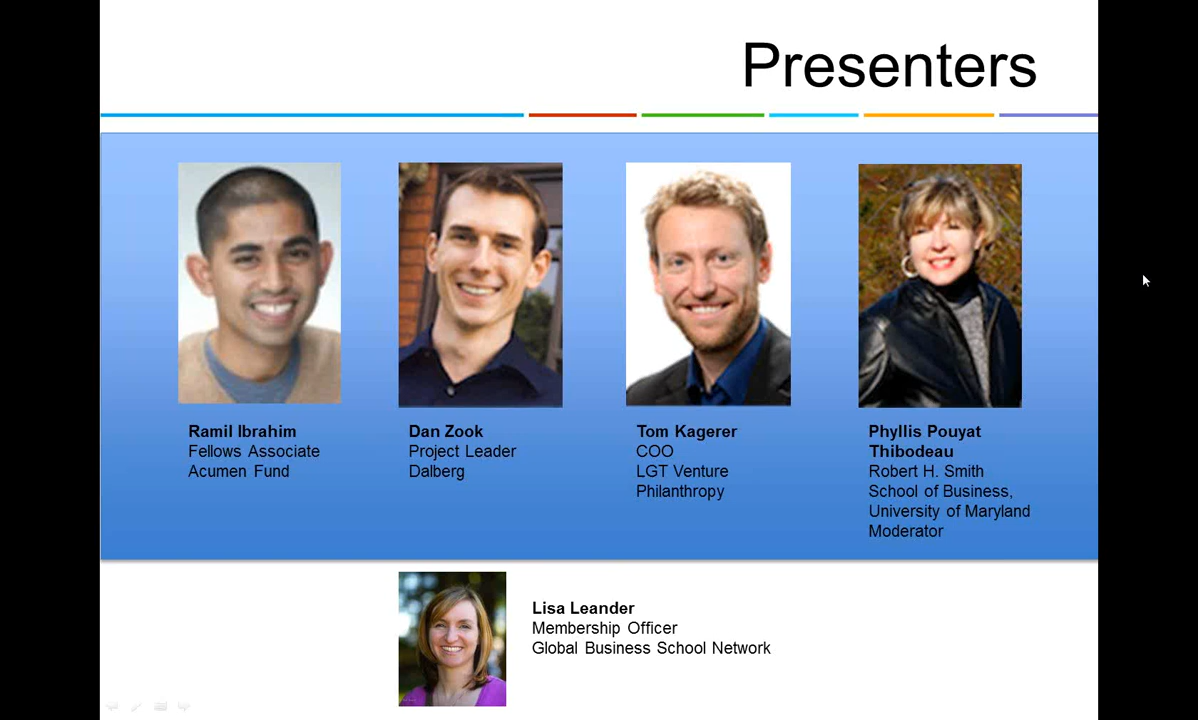 Presenters
Ramil Ibrahim
Fellows Associate
Acumen Fund
Dan Zook
Project Leader
Dalberg
Tom Kagerer
COO
LGT Venture
Philanthropy
Phyllis Pouyat
Thibodeau
Robert H. Smith
School of Business,
University of Maryland
Moderator
Lisa Leander
Membership Officer
Global Business School Network